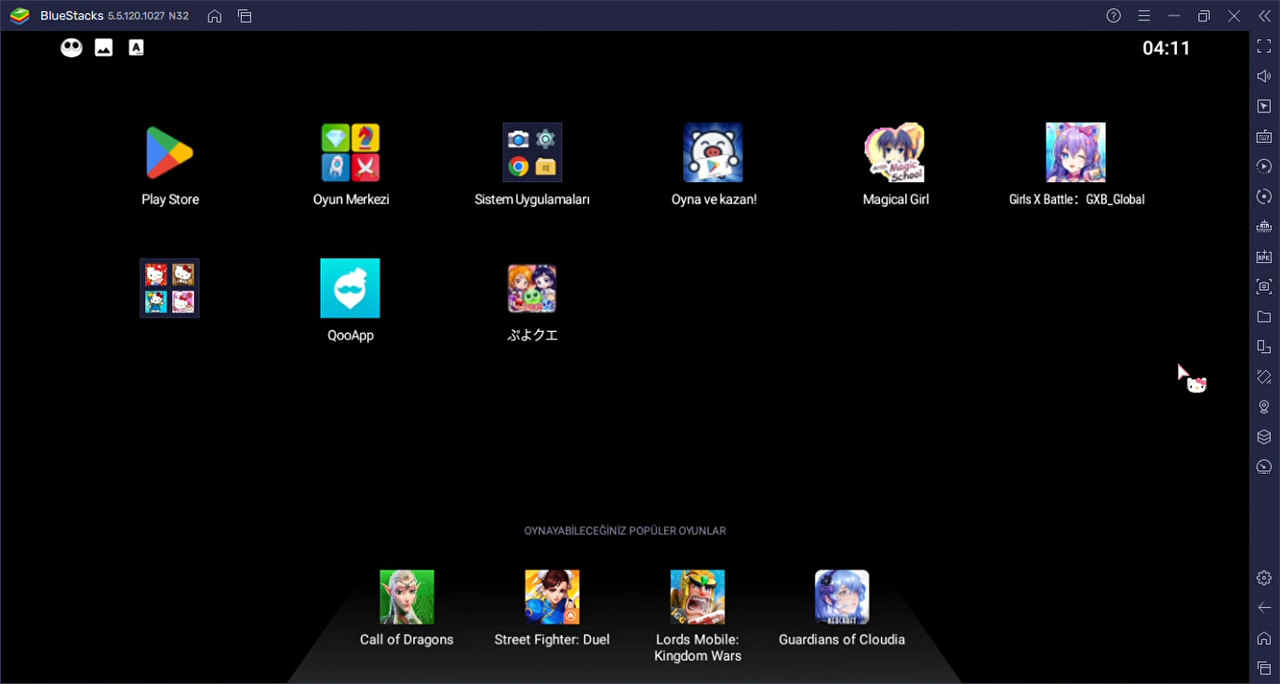 BlueStacks 5.5.120.1027 N32
04:11
Play Store
Oyun Merkezi
Sistem Uygulamaları
Oyna ve kazan!
Magic School
Magical Girl
Girls X Battle：GXB_Global
QooApp
ぷよクエ
OYNAYABİLECEĞİNİZ POPÜLER OYUNLAR
Call of Dragons
Street Fighter: Duel
Lords Mobile:
Kingdom Wars
Guardians of Cloudia